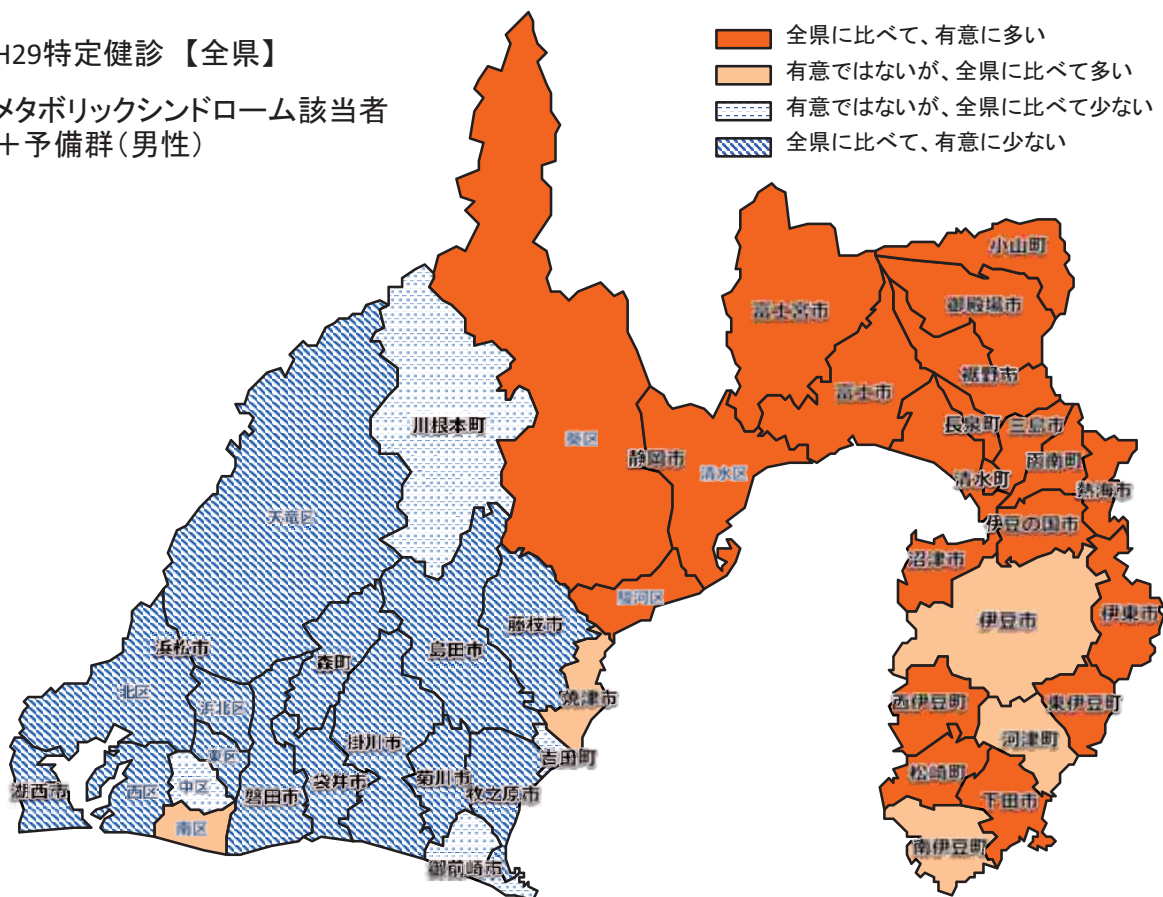 H29特定健診 【全県】
メタボリックシンドローム該当者
＋予備群(男性)
全県に比べて、有意に多い
有意ではないが、全県に比べて多い
有意ではないが、全県に比べて少ない
全県に比べて、有意に少ない
小山町
御殿場市
富士宮市
裾野市
富士市
長泉町
三島市
川根本町
葵区
静岡市
清水区
函南町
清水町
熱海市
天竜区
伊豆の国市
沼津市
駿河区
伊豆市
伊東市
藤枝市
浜松市
島田市
森町
北区
浜北区
焼津市
西伊豆町
東伊豆町
掛川市
河津町
東区
吉田町
湖西市
西区
中区
磐田市
袋井市
菊川市
牧之原市
松崎町
下田市
南区
南伊豆町
御前崎市